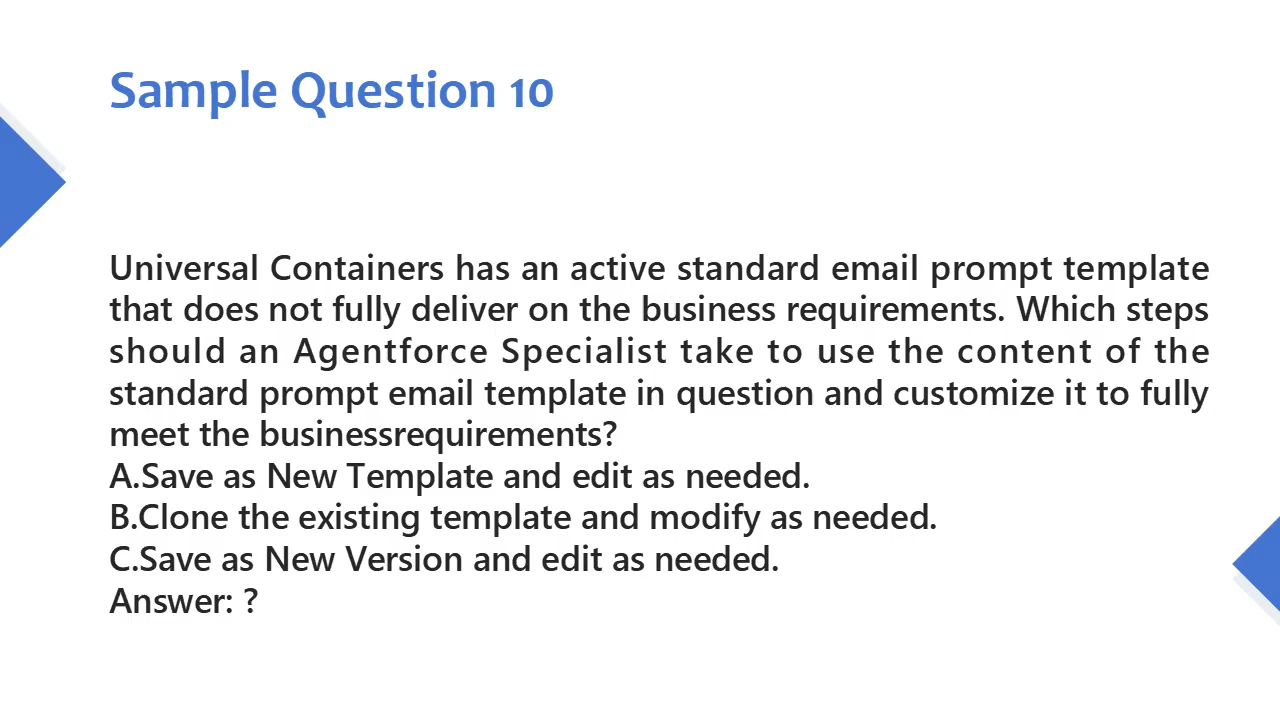 Sample Question 10
Universal Containers has an active standard email prompt template
that does not fully deliver on the business requirements. Which steps
should an Agentforce Specialist take to use the content of the
standard prompt email template in question and customize it to fully
meet the businessrequirements?
A.Save as New Template and edit as needed.
B.Clone the existing template and modify as needed.
C.Save as New Version and edit as needed.
Answer: ?